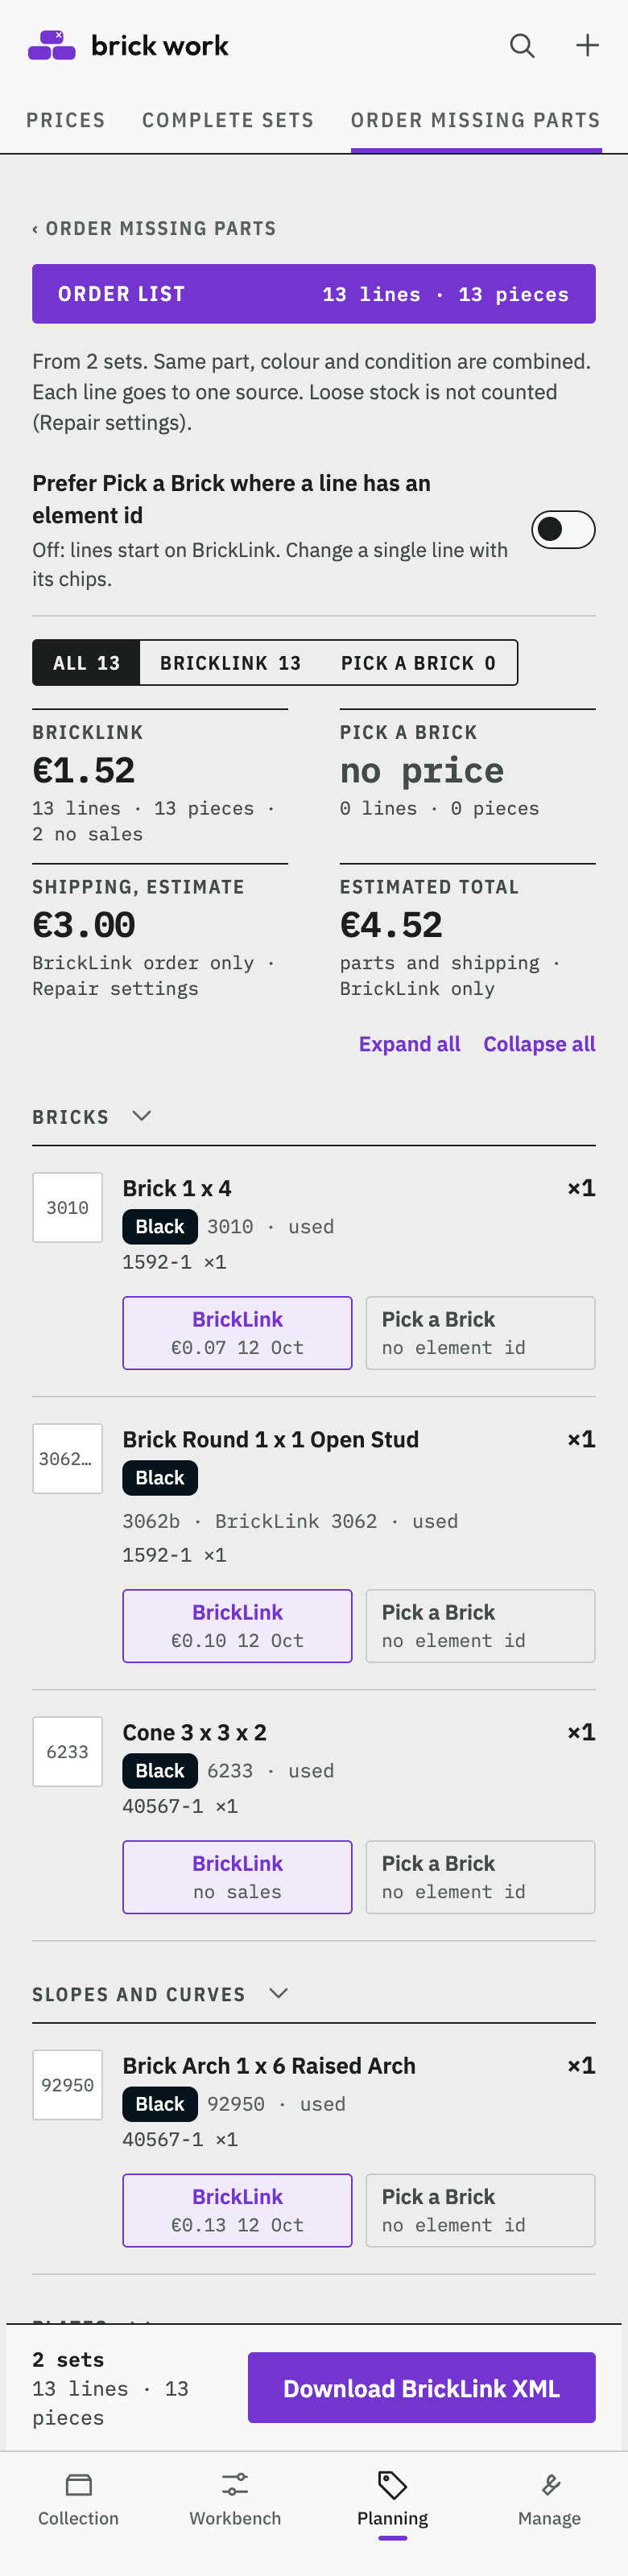 brick work
PRICES COMPLETE SETS ORDER MISSING PARTS
‹ ORDER MISSING PARTS
ORDER LIST 13 lines · 13 pieces
From 2 sets. Same part, colour and condition are combined.
Each line goes to one source. Loose stock is not counted
(Repair settings).
Prefer Pick a Brick where a line has an
element id
Off: lines start on BrickLink. Change a single line with
its chips.
ALL 13 BRICKLINK 13 PICK A BRICK 0
BRICKLINK
€1.52
13 lines · 13 pieces ·
2 no sales
PICK A BRICK
no price
0 lines · 0 pieces
SHIPPING, ESTIMATE
€3.00
BrickLink order only ·
Repair settings
ESTIMATED TOTAL
€4.52
parts and shipping ·
BrickLink only
Expand all Collapse all
BRICKS
3010
Brick 1 x 4 ×1
Black 3010 · used
1592-1 ×1
BrickLink
€0.07 12 Oct
Pick a Brick
no element id
3062…
Brick Round 1 x 1 Open Stud ×1
Black
3062b · BrickLink 3062 · used
1592-1 ×1
BrickLink
€0.10 12 Oct
Pick a Brick
no element id
6233
Cone 3 x 3 x 2 ×1
Black 6233 · used
40567-1 ×1
BrickLink
no sales
Pick a Brick
no element id
SLOPES AND CURVES
92950
Brick Arch 1 x 6 Raised Arch ×1
Black 92950 · used
40567-1 ×1
BrickLink
€0.13 12 Oct
Pick a Brick
no element id
2 sets
13 lines · 13
pieces
Download BrickLink XML
Collection Workbench Planning Manage